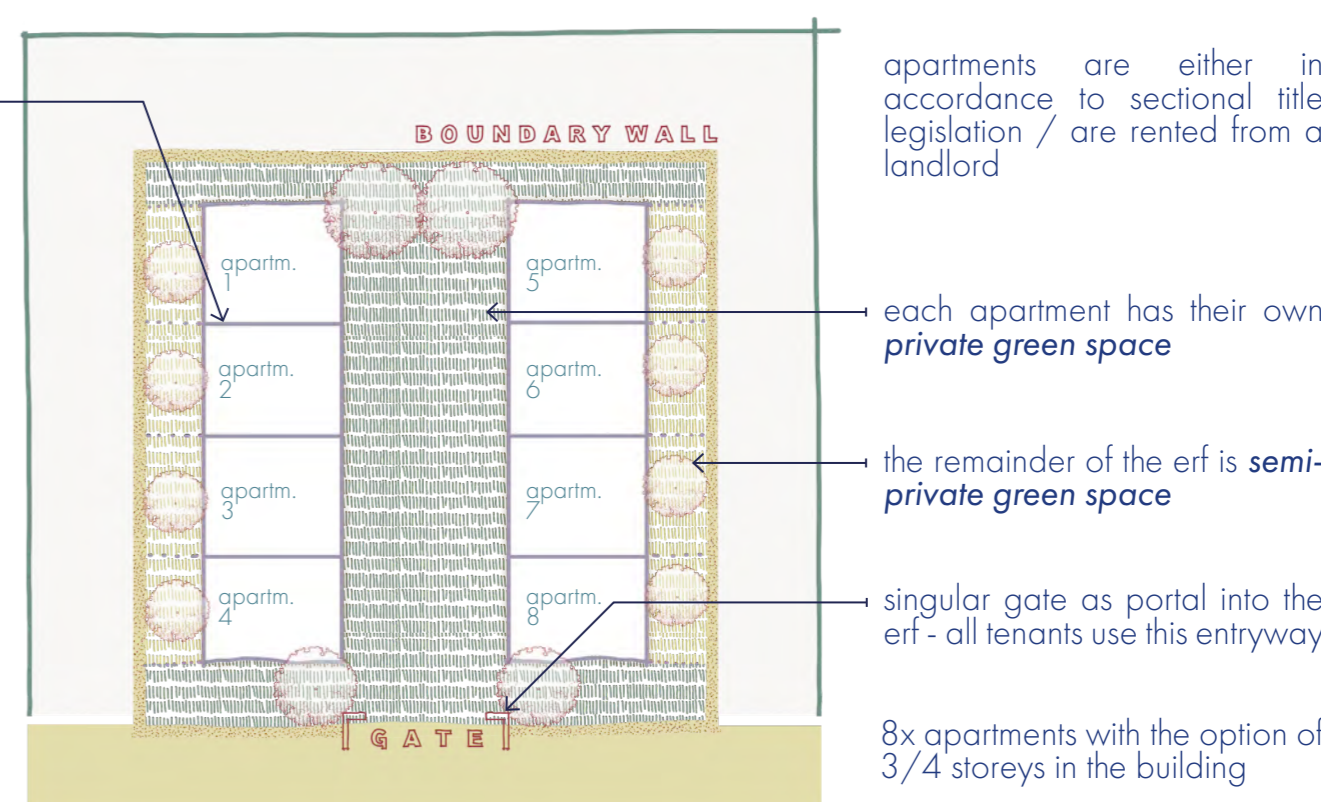 BOUNDARY WALL
apartm.
1
apartm.
2
apartm.
3
apartm.
4
apartm.
5
apartm.
6
apartm.
7
apartm.
8
GATE
apartments are either in
accordance to sectional title
legislation / are rented from a
landlord
each apartment has their own
private green space
the remainder of the erf is semi-
private green space
singular gate as portal into the
erf - all tenants use this entryway
8x apartments with the option of
3/4 storeys in the building